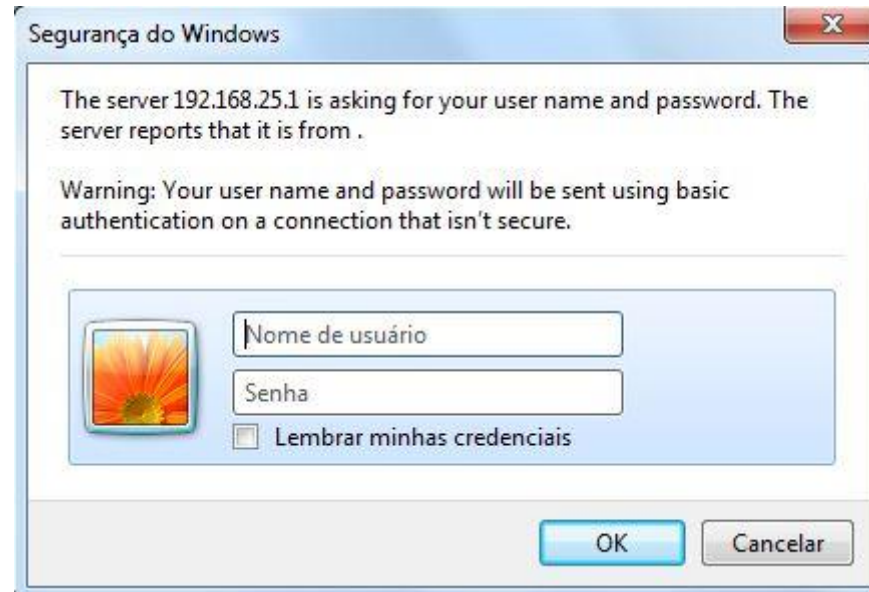 Segurança do Windows
The server 192.168.25.1 is asking for your user name and password. The
server reports that it is from .
Warning: Your user name and password will be sent using basic
authentication on a connection that isn't secure.
Nome de usuário
Senha
Lembrar minhas credenciais
OK
Cancelar